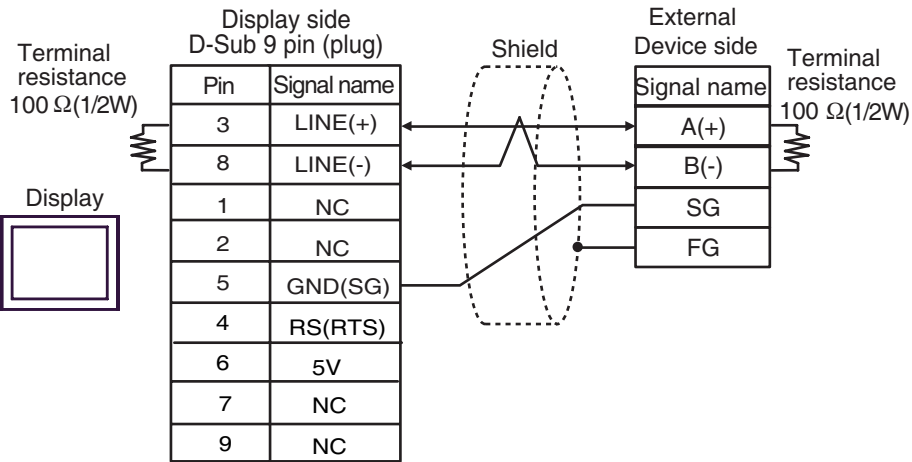 Display side
D-Sub 9 pin (plug)
Shield
External
Device side
Terminal
resistance
100 Ω(1/2W)
Terminal
resistance
100 Ω(1/2W)
Display
Pin Signal name
3 LINE(+)
8 LINE(-)
1 NC
2 NC
5 GND(SG)
4 RS(RTS)
6 5V
7 NC
9 NC
Signal name
A(+)
B(-)
SG
FG